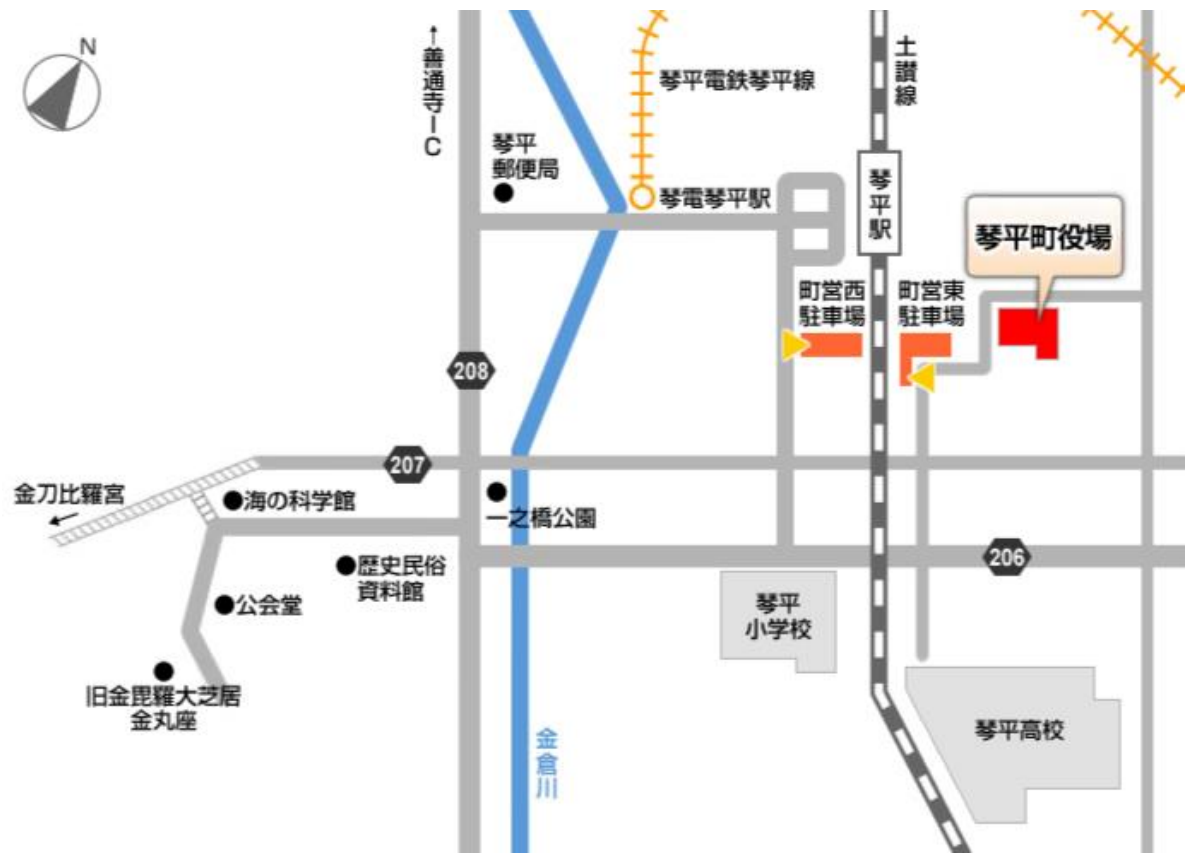 N
←善通寺IC
琴平
郵便局
琴平電鉄琴平線
琴電琴平駅
土讃線
琴平駅
琴平町役場
町営西
駐車場
町営東
駐車場
208
207
金刀比羅宮
海の科学館
一之橋公園
206
歴史民俗
資料館
公会堂
琴平
小学校
旧金毘羅大芝居
金丸座
金倉川
琴平高校